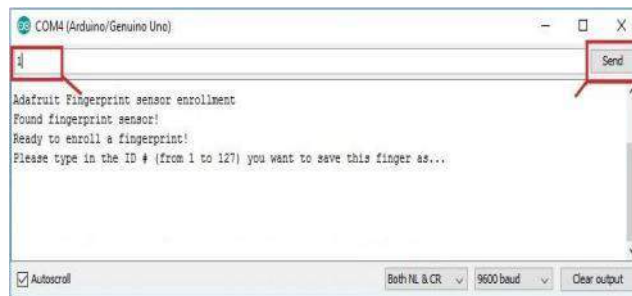 COM4 (Arduino/Genuino Uno)
1
Send
Adafruit Fingerprint sensor enrollment
Found fingerprint sensor!
Ready to enroll a fingerprint!
Please type in the ID # (from 1 to 127) you want to save this finger as...
Autoscroll
Both NL & CR
9600 baud
Clear output